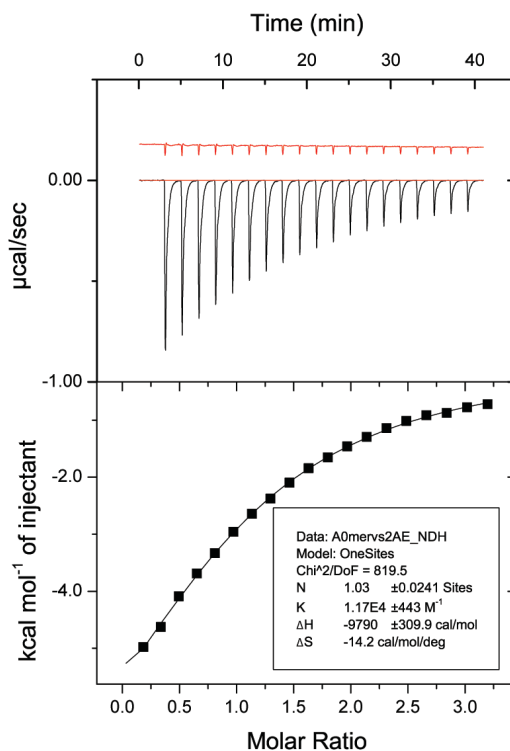 Time (min)
0 10 20 30 40
0.00
-1.00
µcal/sec
-2.0
-4.0
kcal mol⁻¹ of injectant
Data: A0mervs2AE_NDH
Model: OneSites
Chi^2/DoF = 819.5
N 1.03 ±0.0241 Sites
K 1.17E4 ±443 M⁻¹
ΔH -9790 ±309.9 cal/mol
ΔS -14.2 cal/mol/deg
0.0 0.5 1.0 1.5 2.0 2.5 3.0
Molar Ratio